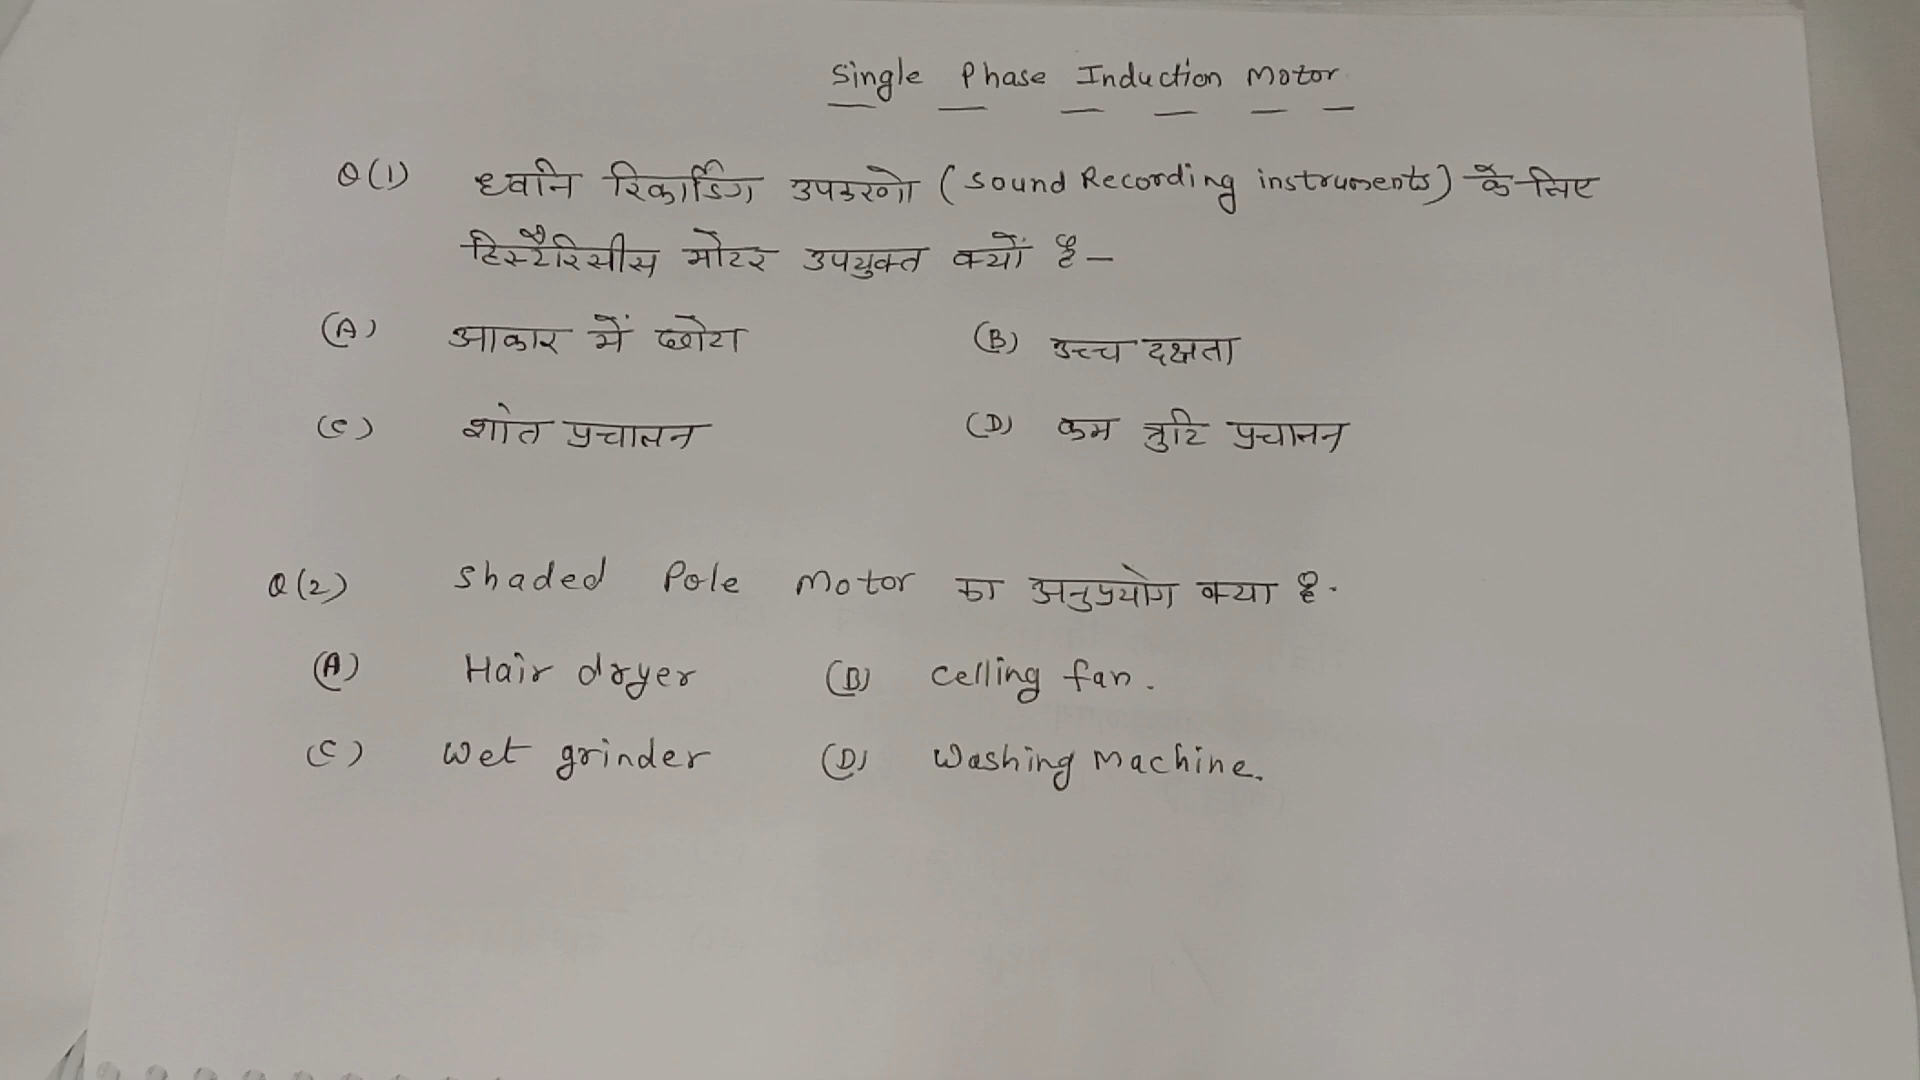 Single Phase Induction Motor
Q(1) ध्वनि रिकार्डिग उपकरणो (Sound Recording instruments) के लिए
हिस्टैरिसीस मोटर उपयुक्त क्यों है -
(A) आकार में छोटा (B) उच्च दक्षता
(C) शांत प्रचालन (D) कम त्रुटि प्रचालन
Q(2) Shaded Pole Motor का अनुप्रयोग क्या है.
(A) Hair dryer (B) Celling fan.
(C) Wet grinder (D) Washing Machine.